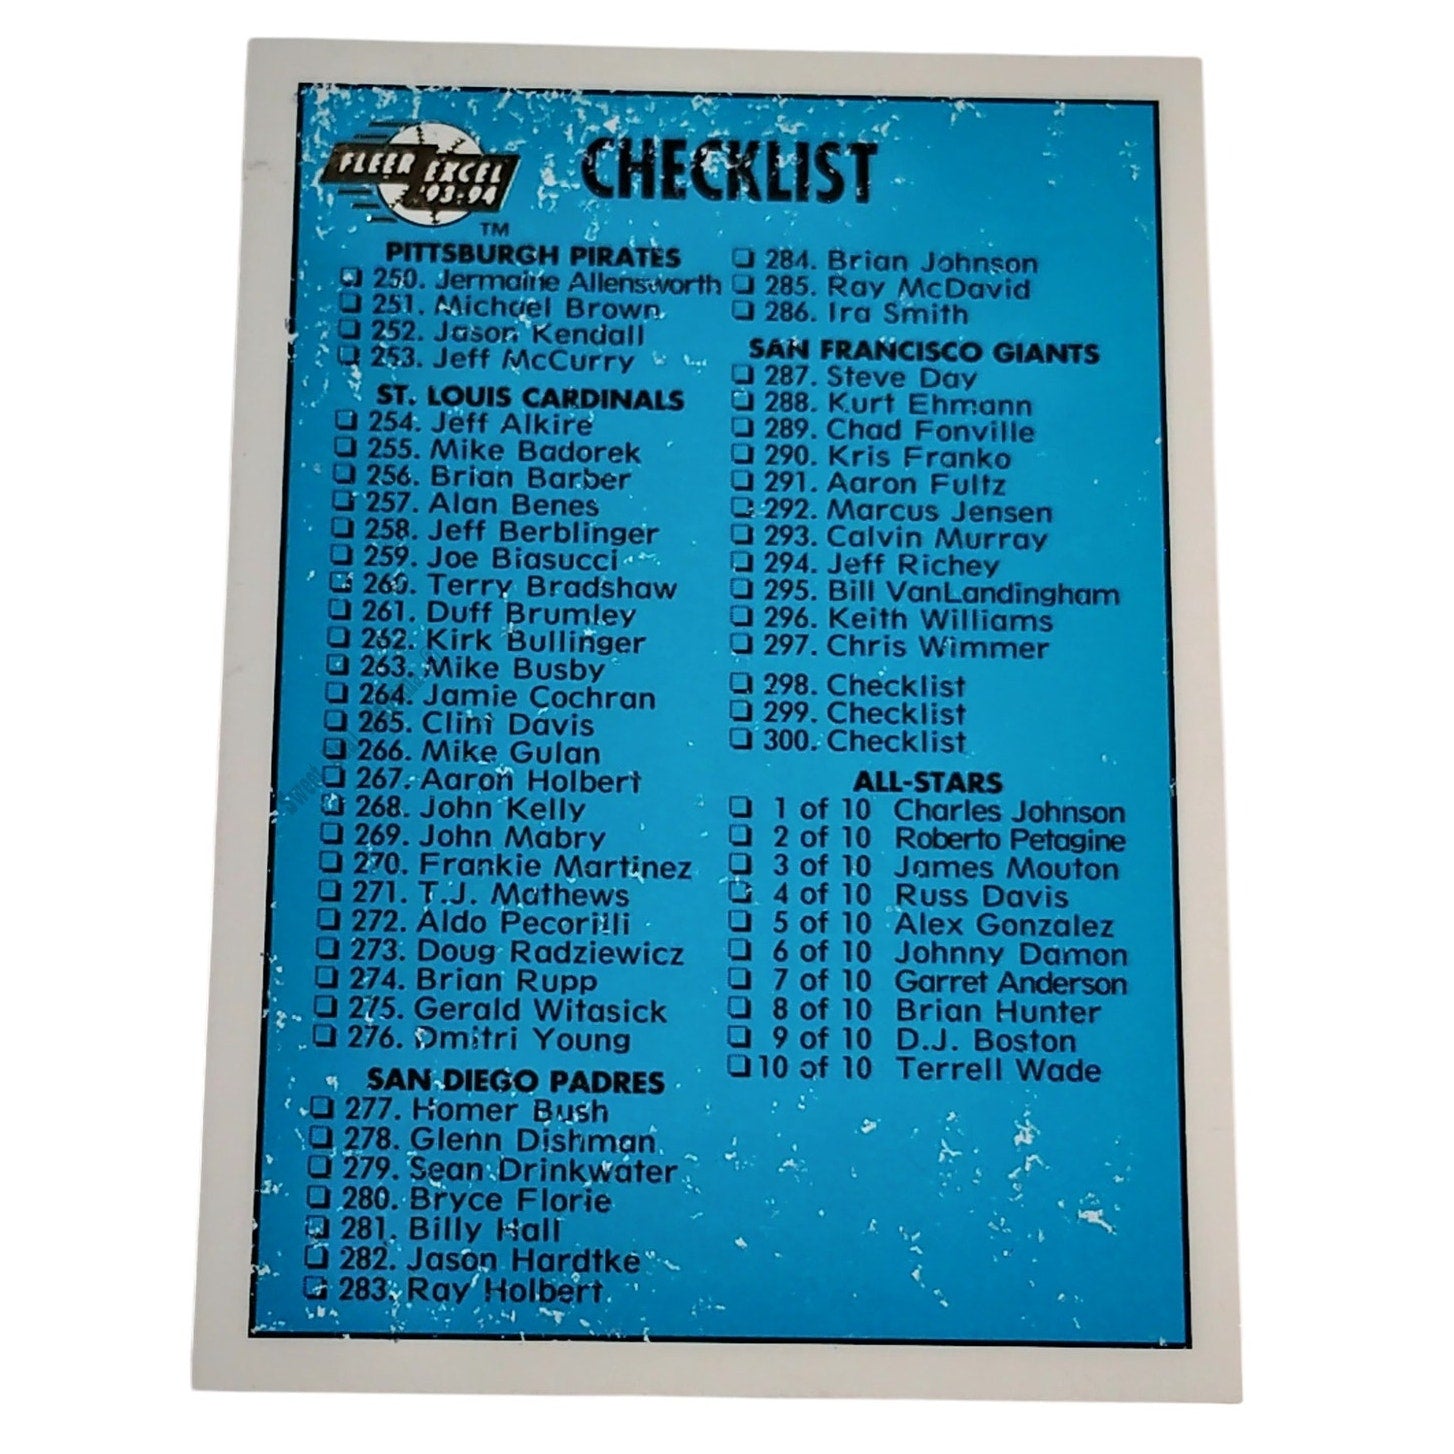 FLEER EXCEL
'93-94
TM
CHECKLIST
PITTSBURGH PIRATES
250. Jermaine Allensworth
251. Michael Brown
252. Jason Kendall
253. Jeff McCurry
ST. LOUIS CARDINALS
254. Jeff Alkire
255. Mike Badorek
256. Brian Barber
257. Alan Benes
258. Jeff Berblinger
259. Joe Biasucci
260. Terry Bradshaw
261. Duff Brumley
262. Kirk Bullinger
263. Mike Busby
264. Jamie Cochran
265. Clint Davis
266. Mike Gulan
267. Aaron Holbert
268. John Kelly
269. John Mabry
270. Frankie Martinez
271. T.J. Mathews
272. Aldo Pecorilli
273. Doug Radziewicz
274. Brian Rupp
275. Gerald Witasick
276. Dmitri Young
SAN DIEGO PADRES
277. Homer Bush
278. Glenn Dishman
279. Sean Drinkwater
280. Bryce Florie
281. Billy Hall
282. Jason Hardtke
283. Ray Holbert
284. Brian Johnson
285. Ray McDavid
286. Ira Smith
SAN FRANCISCO GIANTS
287. Steve Day
288. Kurt Ehmann
289. Chad Fonville
290. Kris Franko
291. Aaron Fultz
292. Marcus Jensen
293. Calvin Murray
294. Jeff Richey
295. Bill VanLandingham
296. Keith Williams
297. Chris Wimmer
298. Checklist
299. Checklist
300. Checklist
ALL-STARS
1 of 10 Charles Johnson
2 of 10 Roberto Petagine
3 of 10 James Mouton
4 of 10 Russ Davis
5 of 10 Alex Gonzalez
6 of 10 Johnny Damon
7 of 10 Garret Anderson
8 of 10 Brian Hunter
9 of 10 D.J. Boston
10 of 10 Terrell Wade
Sweet